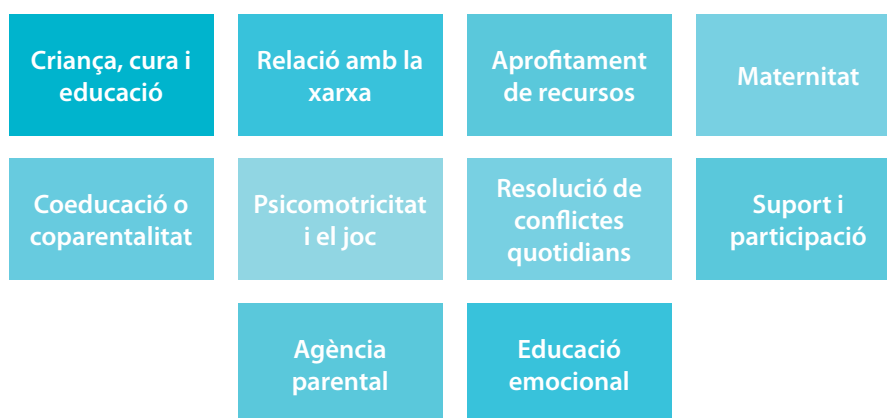 Criança, cura i
educació
Relació amb la
xarxa
Aprofitament
de recursos
Maternitat
Coeducació o
coparentalitat
Psicomotricitat
i el joc
Resolució de
conflictes
quotidians
Suport i
participació
Agència
parental
Educació
emocional